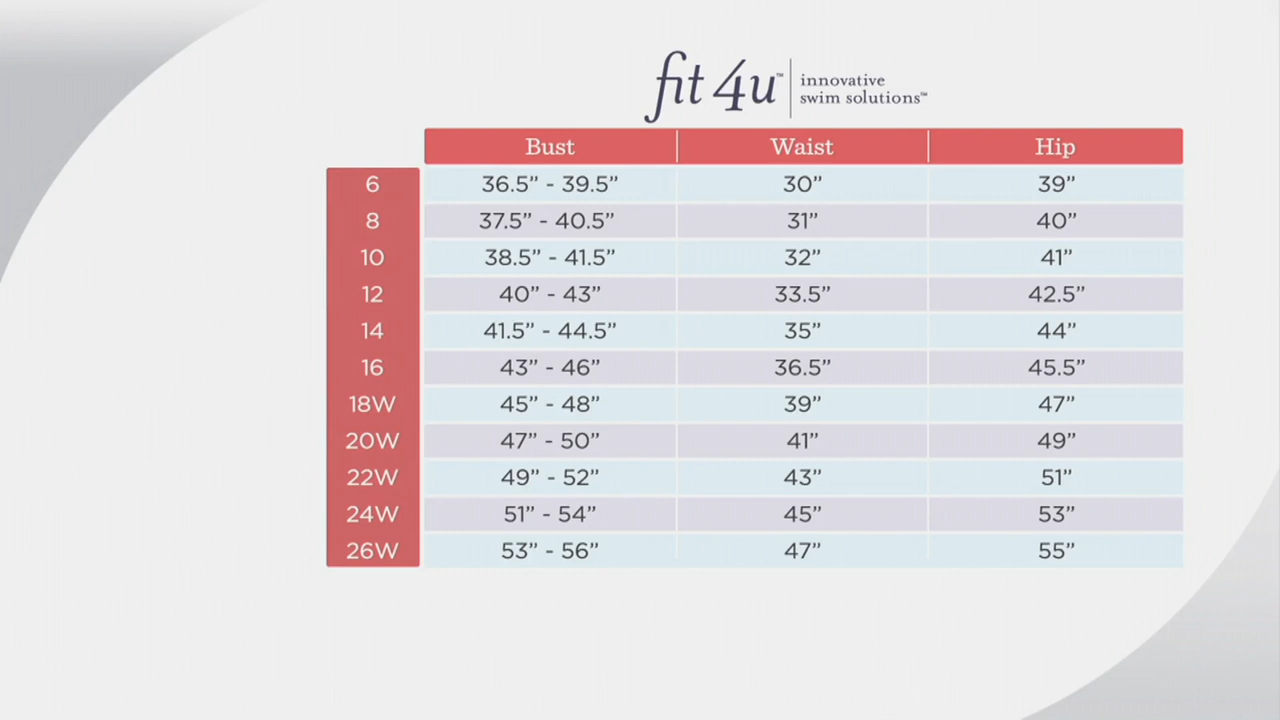 fit 4u™ innovative
swim solutions™
Bust Waist Hip
6 36.5” - 39.5” 30” 39”
8 37.5” - 40.5” 31” 40”
10 38.5” - 41.5” 32” 41”
12 40” - 43” 33.5” 42.5”
14 41.5” - 44.5” 35” 44”
16 43” - 46” 36.5” 45.5”
18W 45” - 48” 39” 47”
20W 47” - 50” 41” 49”
22W 49” - 52” 43” 51”
24W 51” - 54” 45” 53”
26W 53” - 56” 47” 55”